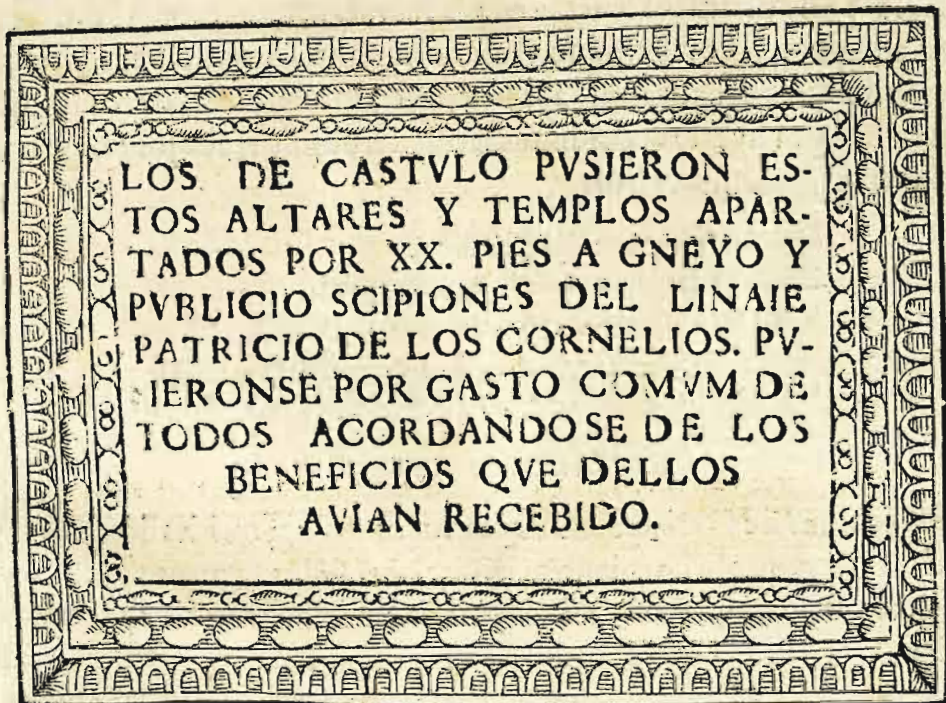 LOS DE CASTVLO PVSIERON ES-
TOS ALTARES Y TEMPLOS APAR-
TADOS POR XX. PIES A GNEYO Y
PVBLICIO SCIPIONES DEL LINAIE
PATRICIO DE LOS CORNELIOS. PV-
IERONSE POR GASTO COMVM DE
TODOS ACORDANDOSE DE LOS
BENEFICIOS QVE DELLOS
AVIAN RECEBIDO.